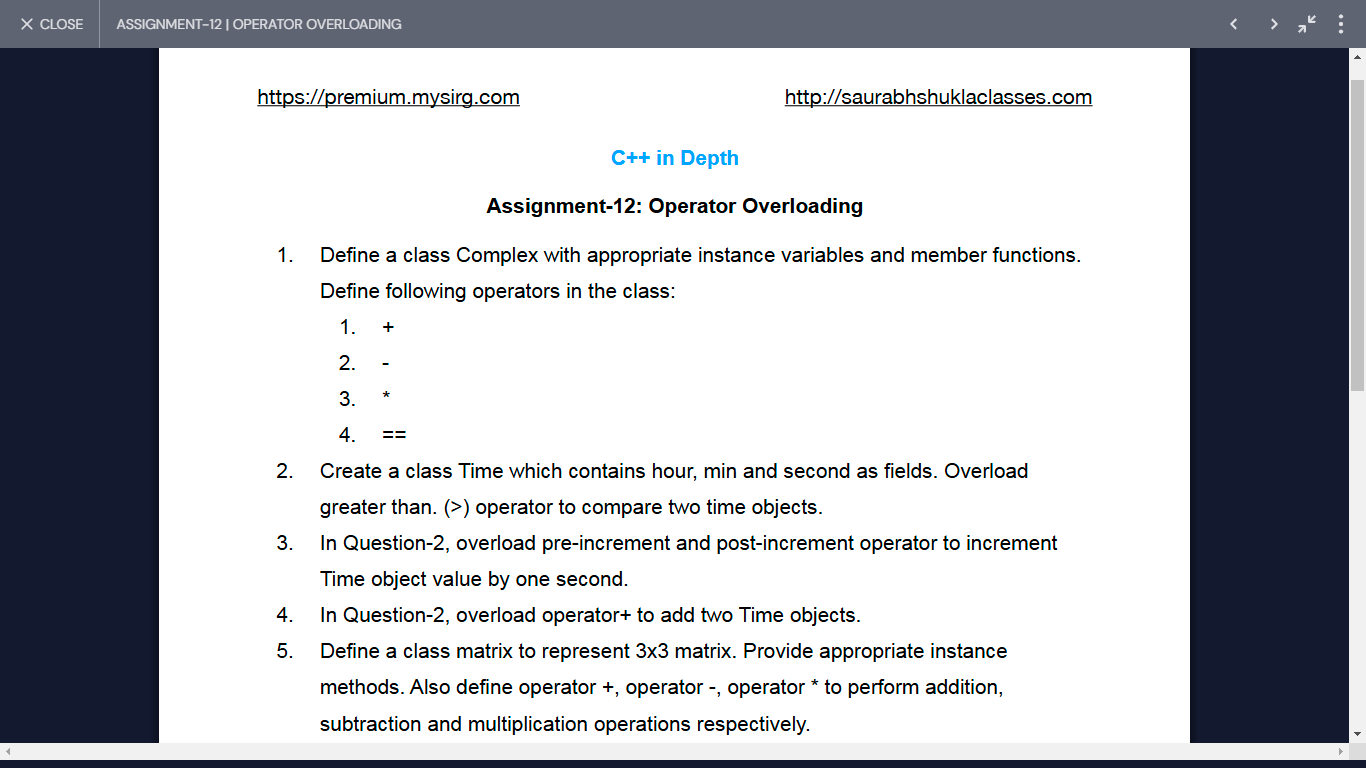 CLOSE
ASSIGNMENT-12 | OPERATOR OVERLOADING
https://premium.mysirg.com
http://saurabhshuklaclasses.com
C++ in Depth
Assignment-12: Operator Overloading
1. Define a class Complex with appropriate instance variables and member functions.
Define following operators in the class:
1. +
2. -
3. *
4. ==
2. Create a class Time which contains hour, min and second as fields. Overload
greater than. (>) operator to compare two time objects.
3. In Question-2, overload pre-increment and post-increment operator to increment
Time object value by one second.
4. In Question-2, overload operator+ to add two Time objects.
5. Define a class matrix to represent 3x3 matrix. Provide appropriate instance
methods. Also define operator +, operator -, operator * to perform addition,
subtraction and multiplication operations respectively.